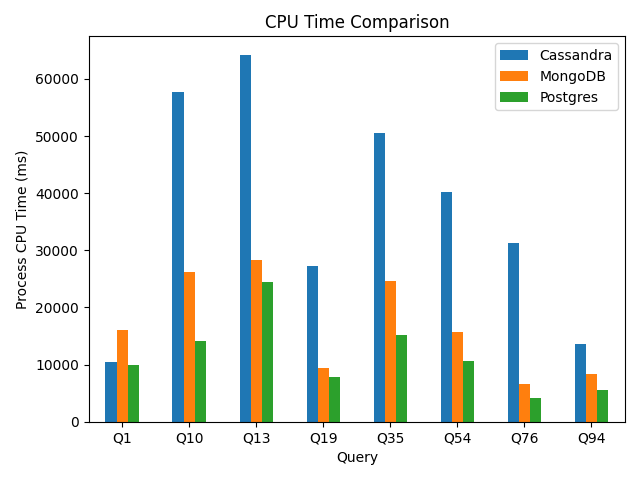 CPU Time Comparison
Cassandra
MongoDB
Postgres
Process CPU Time (ms)
60000
50000
40000
30000
20000
10000
0
Q1 Q10 Q13 Q19 Q35 Q54 Q76 Q94
Query